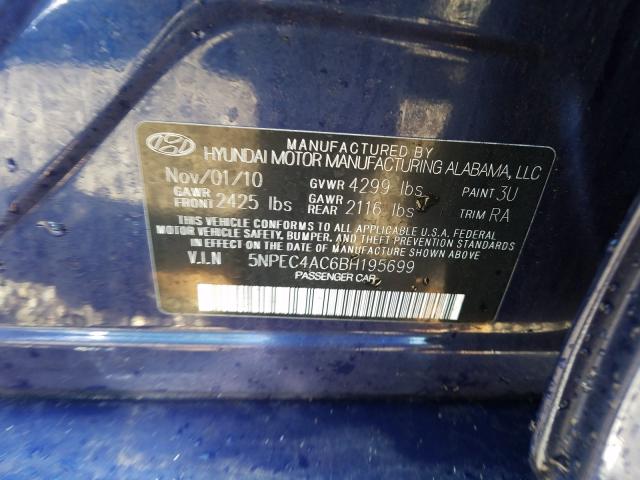 MANUFACTURED BY
HYUNDAI MOTOR MANUFACTURING ALABAMA, LLC
Nov/01/10 GVWR 4299 lbs PAINT 3U
GAWR FRONT 2425 lbs GAWR REAR 2116 lbs TRIM RA
THIS VEHICLE CONFORMS TO ALL APPLICABLE U.S.A. FEDERAL
MOTOR VEHICLE SAFETY, BUMPER, AND THEFT PREVENTION STANDARDS
IN EFFECT ON THE DATE OF MANUFACTURE SHOWN ABOVE.
V.I.N 5NPEC4AC6BH195699
PASSENGER CAR